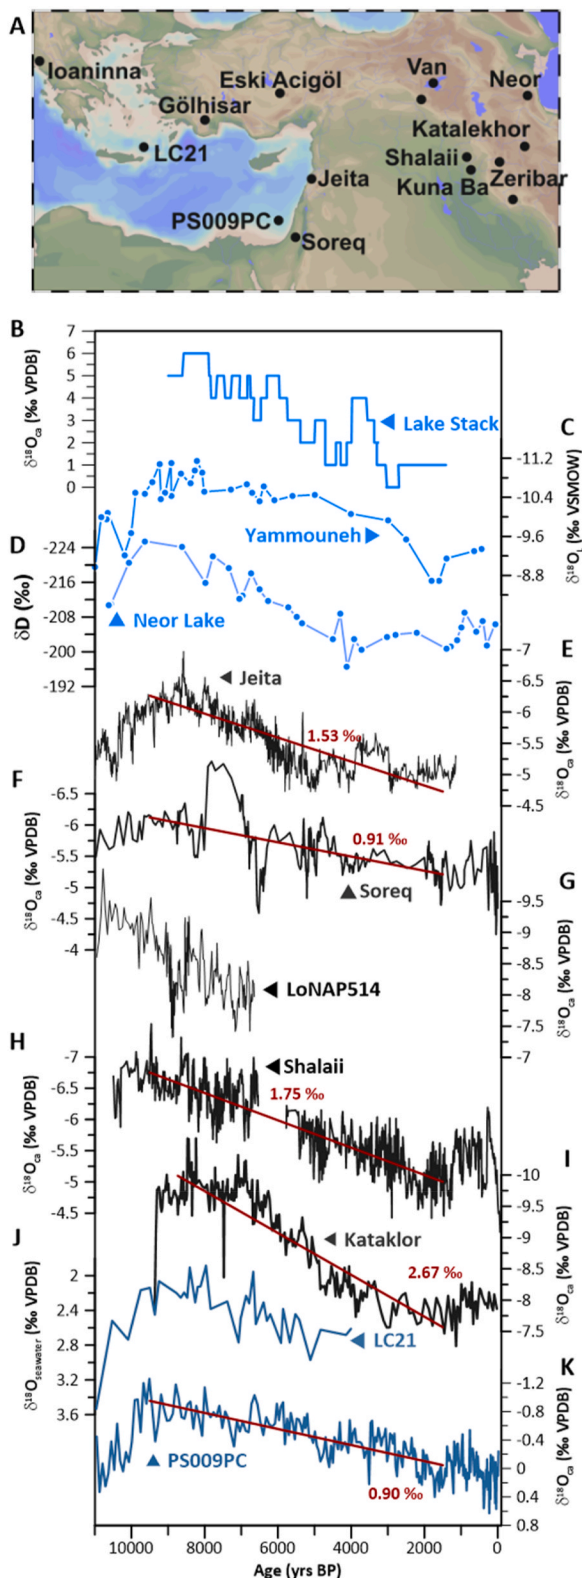 A
Ioaninna
Eski Acigöl
Van
Neor
Gölhisar
Katalekhor
LC21
Shalaii
Jeita
Kuna Ba
Zeribar
PS009PC
Soreq
B
7
6
5
4
3
2
1
0
δ¹⁸Oca (‰ VPDB)
Lake Stack
C
-11.2
-10.4
-9.6
-8.8
Yammouneh
D
-224
-216
-208
-200
-192
δD (‰)
Neor Lake
E
-7
-6.5
-6
-5.5
-5
-4.5
δ¹⁸Oca (‰ VPDB)
Jeita
1.53 ‰
F
-6.5
-6
-5.5
-5
-4.5
-4
δ¹⁸Oca (‰ VPDB)
0.91 ‰
Soreq
G
-9.5
-9
-8.5
-8
-7.5
-7
δ¹⁸Oca (‰ VPDB)
LoNAP514
H
-7
-6.5
-6
-5.5
-5
-4.5
δ¹⁸Oca (‰ VPDB)
Shalaii
1.75 ‰
I
-10
-9.5
-9
-8.5
-8
-7.5
δ¹⁸Oca (‰ VPDB)
Kataklor
2.67 ‰
J
2
2.4
2.8
3.2
3.6
δ¹⁸Oseawater (‰ VPDB)
LC21
K
-1.2
-0.8
-0.4
0
0.4
0.8
δ¹⁸Oca (‰ VPDB)
PS009PC
0.90 ‰
10000 8000 6000 4000 2000 0
Age (yrs BP)